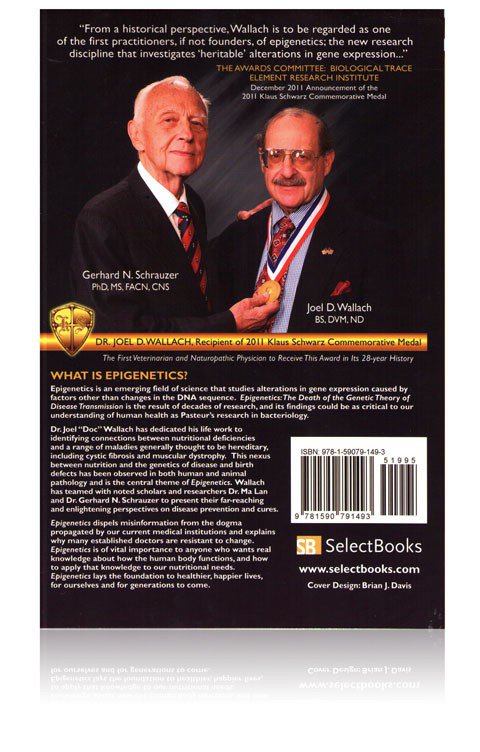 "From a historical perspective, Wallach is to be regarded as one
of the first practitioners, if not founders, of epigenetics; the new research
discipline that investigates 'heritable' alterations in gene expression..."
THE AWARDS COMMITTEE: BIOLOGICAL TRACE
ELEMENT RESEARCH INSTITUTE
December 2011 Announcement of the
2011 Klaus Schwarz Commemorative Medal
Gerhard N. Schrauzer
PhD, MS, FACN, CNS
Joel D. Wallach
BS, DVM, ND
DR. JOEL D. WALLACH, Recipient of 2011 Klaus Schwarz Commemorative Medal
The First Veterinarian and Naturopathic Physician to Receive This Award in Its 28-year History
WHAT IS EPIGENETICS?
Epigenetics is an emerging field of science that studies alterations in gene expression caused by
factors other than changes in the DNA sequence. Epigenetics: The Death of the Genetic Theory of
Disease Transmission is the result of decades of research, and its findings could be as critical to our
understanding of human health as Pasteur's research in bacteriology.
Dr. Joel "Doc" Wallach has dedicated his life work to
identifying connections between nutritional deficiencies
and a range of maladies generally thought to be hereditary,
including cystic fibrosis and muscular dystrophy. This nexus
between nutrition and the genetics of disease and birth
defects has been observed in both human and animal
pathology and is the central theme of Epigenetics. Wallach
has teamed with noted scholars and researchers Dr. Ma Lan
and Dr. Gerhard N. Schrauzer to present their far-reaching
and enlightening perspectives on disease prevention and cures.
Epigenetics dispels misinformation from the dogma
propagated by our current medical institutions and explains
why many established doctors are resistant to change.
Epigenetics is of vital importance to anyone who wants real
knowledge about how the human body functions, and how
to apply that knowledge to our nutritional needs.
Epigenetics lays the foundation to healthier, happier lives,
for ourselves and for generations to come.
ISBN: 978-1-59079-149-3
51995
9 781590 791493
SB SelectBooks
www.selectbooks.com
Cover Design: Brian J. Davis